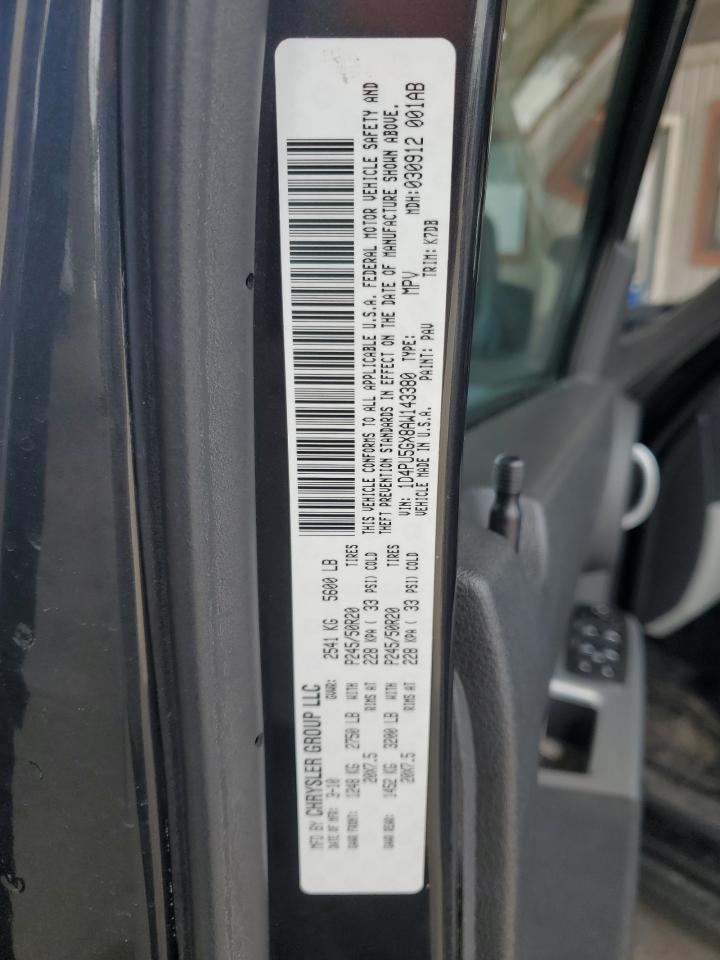 MFD BY CHRYSLER GROUP LLC
DATE OF MFD: 3-10 GVWR: 2541 KG 5600 LB
GAWR FRONT: 1248 KG 2750 LB WITH P245/50R20 TIRES
20X7.5 RIMS AT 228 KPA ( 33 PSI) COLD
GAWR REAR: 1452 KG 3200 LB WITH P245/50R20 TIRES
20X7.5 RIMS AT 228 KPA ( 33 PSI) COLD
THIS VEHICLE CONFORMS TO ALL APPLICABLE U.S.A. FEDERAL MOTOR VEHICLE SAFETY AND
THEFT PREVENTION STANDARDS IN EFFECT ON THE DATE OF MANUFACTURE SHOWN ABOVE.
VIN: 1D4PU5GX8AW143380 TYPE: MPV MDH:030912 001AB
VEHICLE MADE IN U.S.A. PAINT: PAV TRIM: K7DB